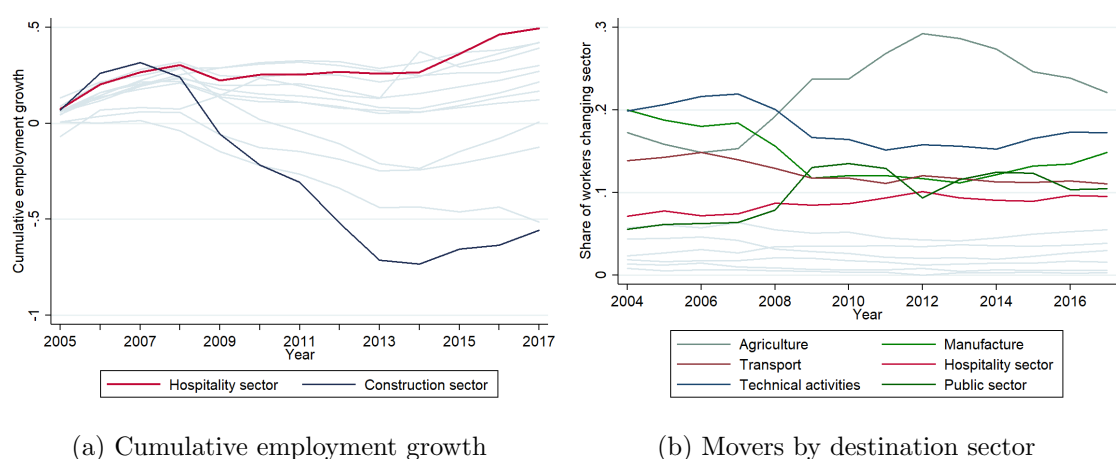 Cumulative employment growth
.5
0
-.5
-1
2005 2007 2009 2011 2013 2015 2017
Year
Hospitality sector Construction sector
(a) Cumulative employment growth
Share of workers changing sector
.3
.2
.1
0
2004 2006 2008 2010 2012 2014 2016
Year
Agriculture Manufacture
Transport Hospitality sector
Technical activities Public sector
(b) Movers by destination sector